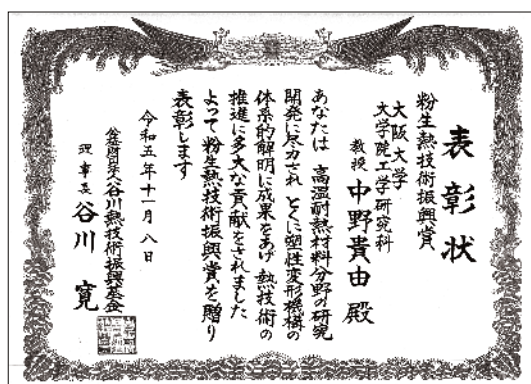 表彰状
粉生熱技術振興賞
大阪大学
大学院工学研究科
教授 中野貴由 殿
あなたは 高温耐熱材料分野の研究
開発に尽力され とくに塑性変形機構の
体系的解明に成果をあげ 熱技術の
推進に多大な貢献をされました
よって粉生熱技術振興賞を贈り
表彰します
令和五年十一月八日
公益財団法人谷川熱技術振興基金
理事長 谷川 寛